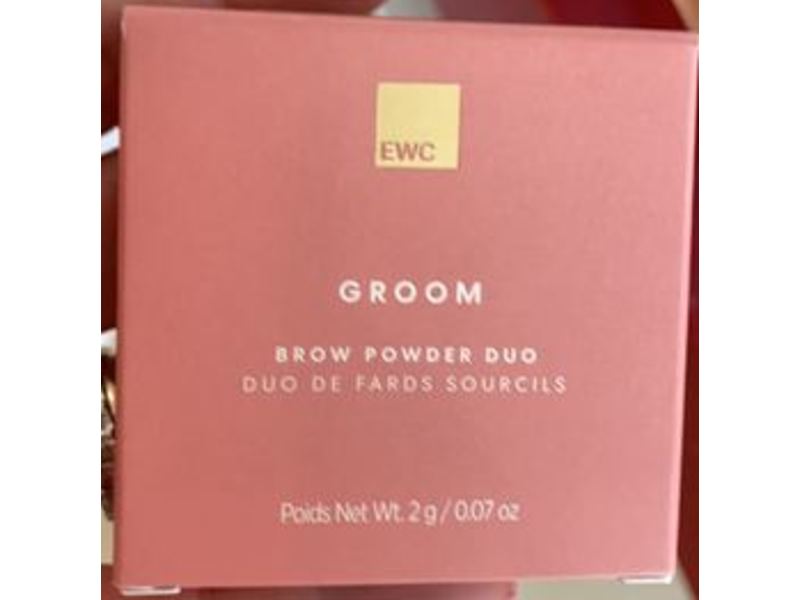 EWC
GROOM
BROW POWDER DUO
DUO DE FARDS SOURCILS
Poids Net Wt. 2 g / 0.07 oz